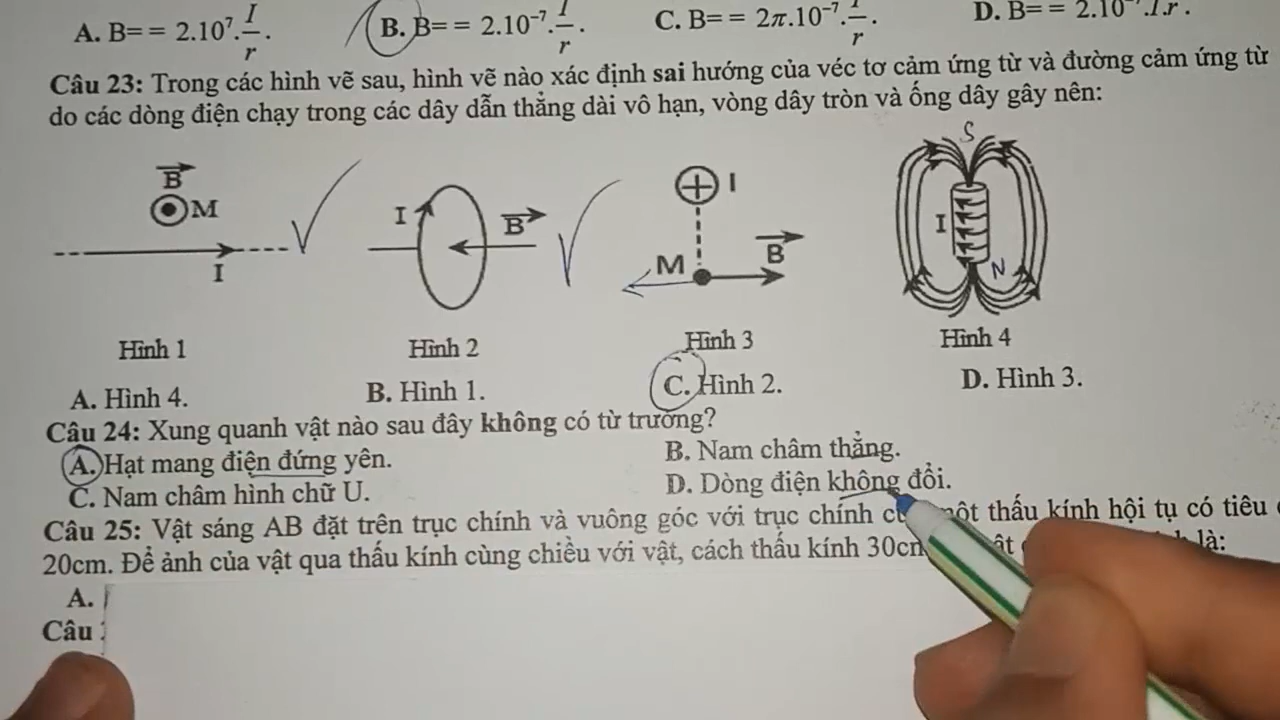 A. B= = 2.10⁷.I/r. B. B= = 2.10⁻⁷.I/r. C. B= = 2π.10⁻⁷.I/r. D. B= = 2.10⁻⁷.I.r.
Câu 23: Trong các hình vẽ sau, hình vẽ nào xác định sai hướng của véc tơ cảm ứng từ và đường cảm ứng từ
do các dòng điện chạy trong các dây dẫn thẳng dài vô hạn, vòng dây tròn và ống dây gây nên:
B M I
I B
I M B
S I N
Hình 1 Hình 2 Hình 3 Hình 4
A. Hình 4. B. Hình 1. C. Hình 2. D. Hình 3.
Câu 24: Xung quanh vật nào sau đây không có từ trường?
A. Hạt mang điện đứng yên. B. Nam châm thẳng.
C. Nam châm hình chữ U. D. Dòng điện không đổi.
Câu 25: Vật sáng AB đặt trên trục chính và vuông góc với trục chính một thấu kính hội tụ có tiêu
20cm. Để ảnh của vật qua thấu kính cùng chiều với vật, cách thấu kính 30cm là:
A.
Câu